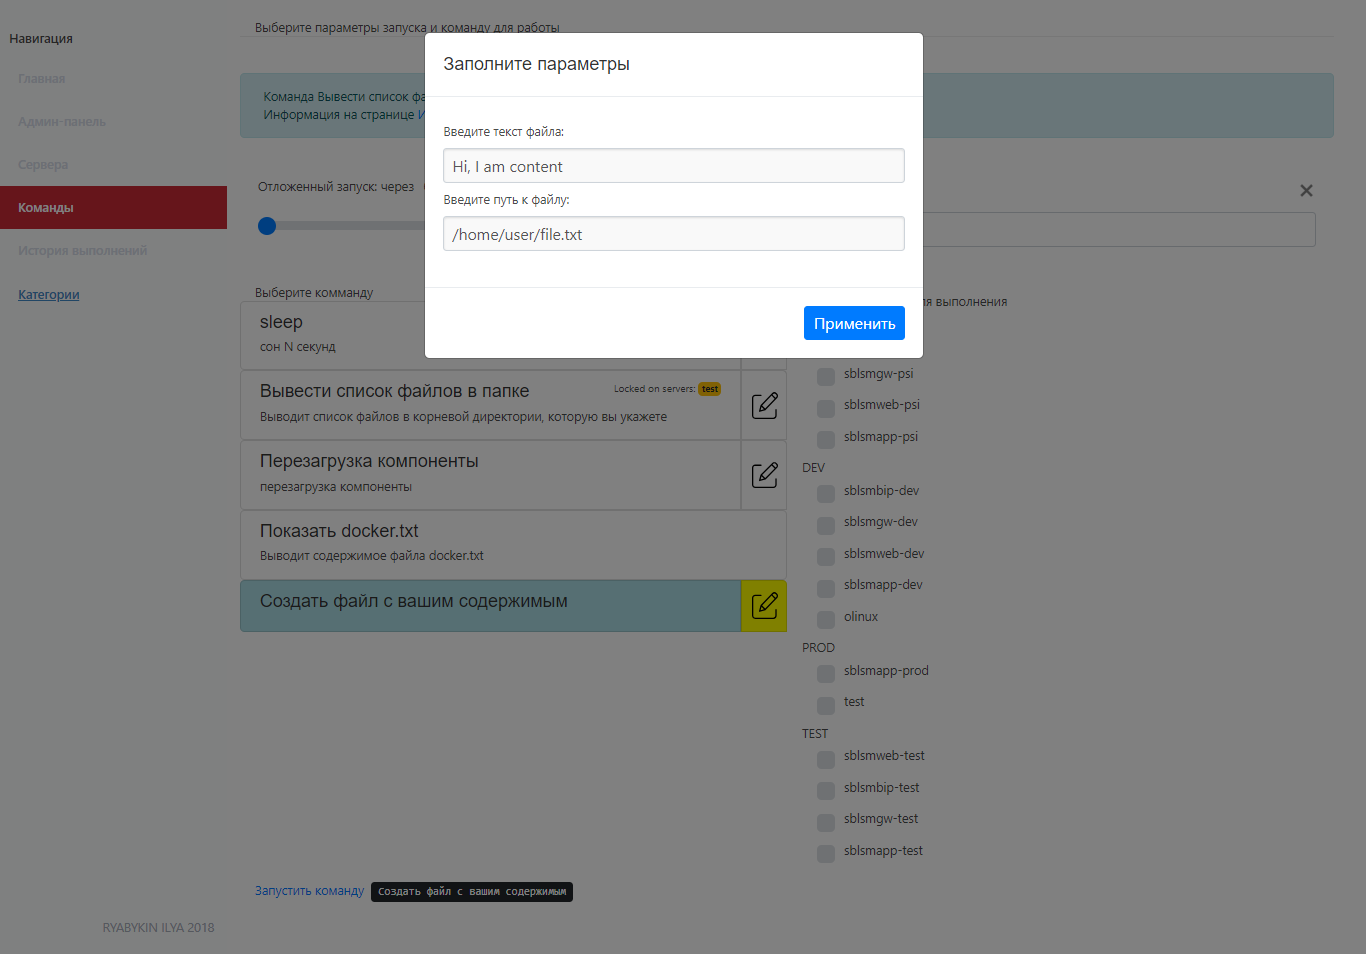 Навигация
Главная
Админ-панель
Сервера
Команды
История выполнений
Категории
RYABYKIN ILYA 2018
Выберите параметры запуска и команду для работы
Команда Вывести список
Информация на странице
Отложенный запуск: через
Заполните параметры
Введите текст файла:
Hi, I am content
Введите путь к файлу:
/home/user/file.txt
Применить
Выберите комманду
sleep
сон N секунд
Вывести список файлов в папке
Locked on servers: test
Выводит список файлов в корневой директории, которую вы укажете
Перезагрузка компоненты
перезагрузка компоненты
Показать docker.txt
Выводит содержимое файла docker.txt
Создать файл с вашим содержимым
выполнения
sblsmgw-psi
sblsmweb-psi
sblsmapp-psi
DEV
sblsmbip-dev
sblsmgw-dev
sblsmweb-dev
sblsmapp-dev
olinux
PROD
sblsmapp-prod
test
TEST
sblsmweb-test
sblsmbip-test
sblsmgw-test
sblsmapp-test
Запустить команду Создать файл с вашим содержимым